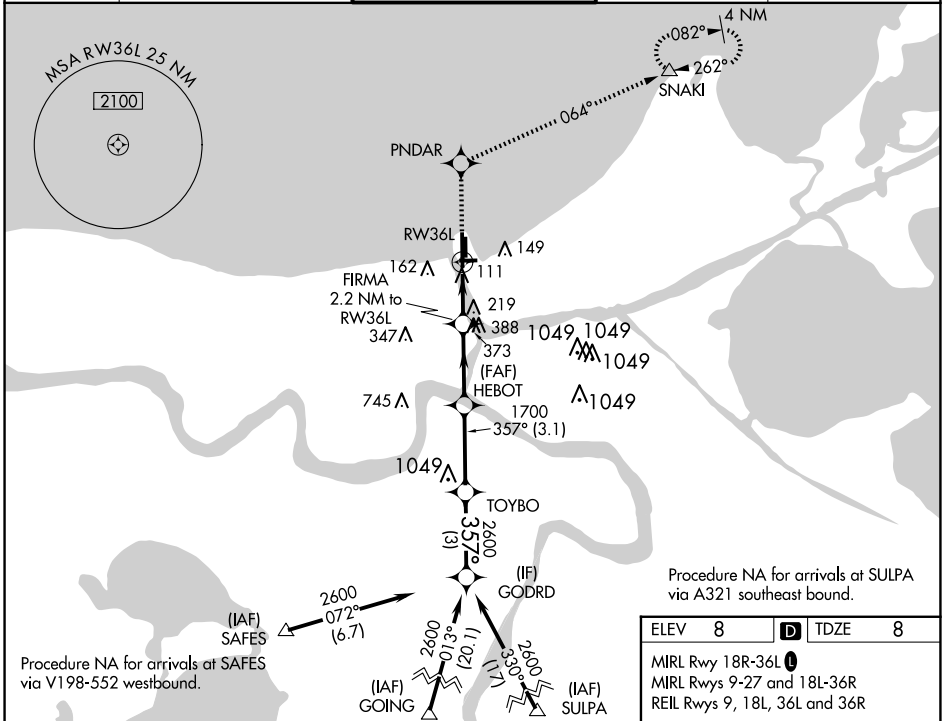 4 NM
082°
262°
SNAKI
MSA RW36L 25 NM
2100
064°
PNDAR
RW36L
149
162
111
FIRMA
2.2 NM to
RW36L
219
388
347
373
1049
1049
1049
(FAF)
HEBOT
745
1049
1700
357° (3.1)
1049
TOYBO
2600
357°
(3)
(IF)
GODRD
Procedure NA for arrivals at SULPA
via A321 southeast bound.
2600
072°
(6.7)
(IAF)
SAFES
2600
013°
(20.1)
2600
330°
(17)
Procedure NA for arrivals at SAFES
via V198-552 westbound.
(IAF)
GOING
(IAF)
SULPA
ELEV 8 D TDZE 8
MIRL Rwy 18R-36L L
MIRL Rwys 9-27 and 18L-36R
REIL Rwys 9, 18L, 36L and 36R